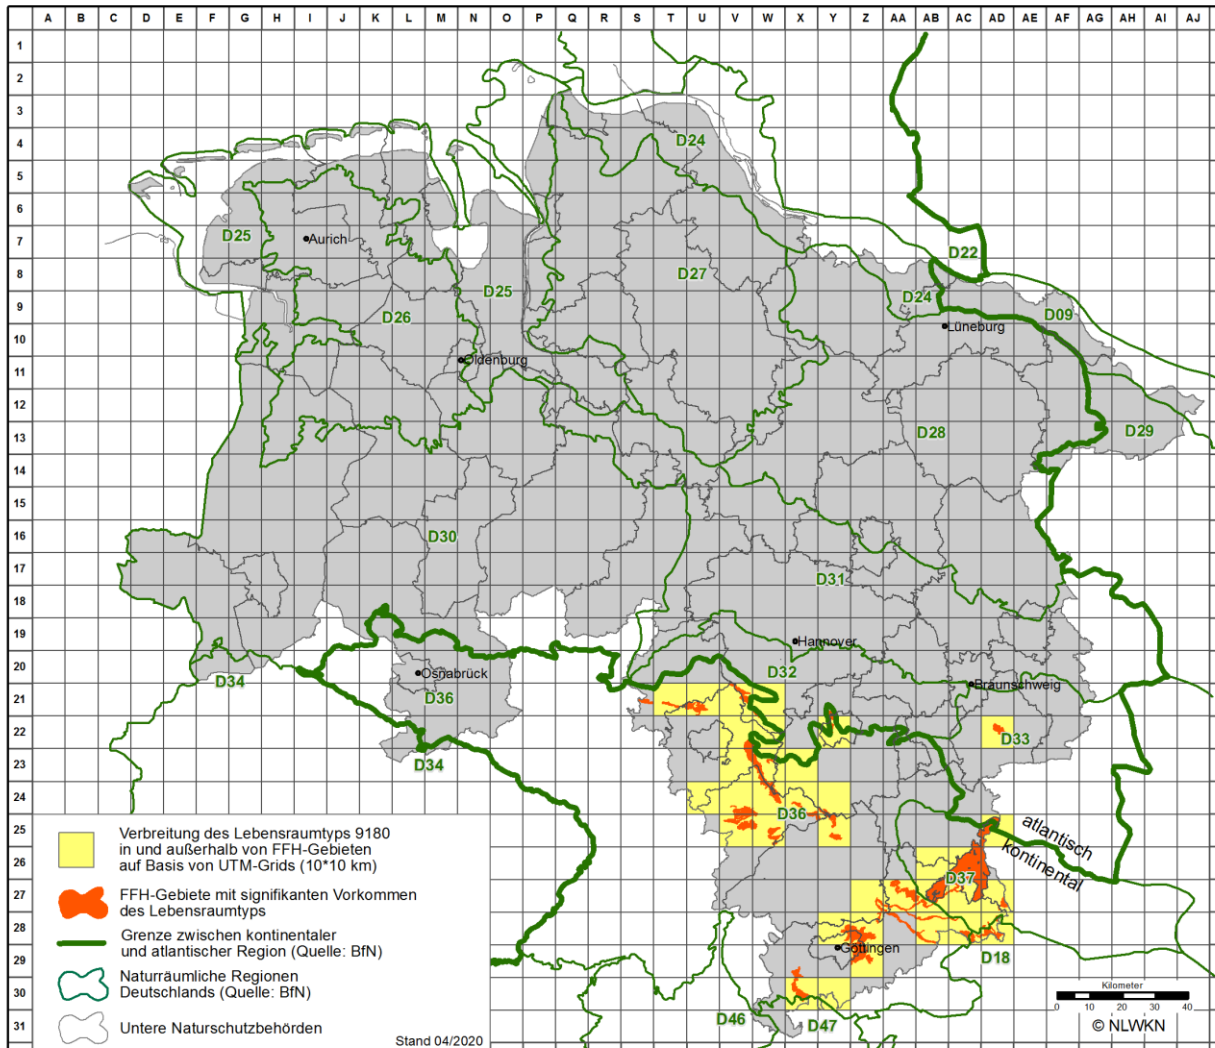 A B C D E F G H I J K L M N O P Q R S T U V W X Y Z AA AB AC AD AE AF AG AH AI AJ
1
2
3
4
D24
5
6
7
D25
Aurich
D22
8
D27
9
D25
D24
D09
D26
Lüneburg
10
Oldenburg
11
12
13
D28
D29
14
15
16
D30
17
D31
18
19
Hannover
20
Osnabrück
D32
D34
Braunschweig
21
D36
22
D33
23
D34
24
D36
25
atlantisch
kontinental
26
D37
27
28
Göttingen
29
D18
30
31
D46
D47
Verbreitung des Lebensraumtyps 9180
in und außerhalb von FFH-Gebieten
auf Basis von UTM-Grids (10*10 km)
FFH-Gebiete mit signifikanten Vorkommen
des Lebensraumtyps
Grenze zwischen kontinentaler
und atlantischer Region (Quelle: BfN)
Naturräumliche Regionen
Deutschlands (Quelle: BfN)
Untere Naturschutzbehörden
Stand 04/2020
Kilometer
0 5 10 20 30 40
© NLWKN